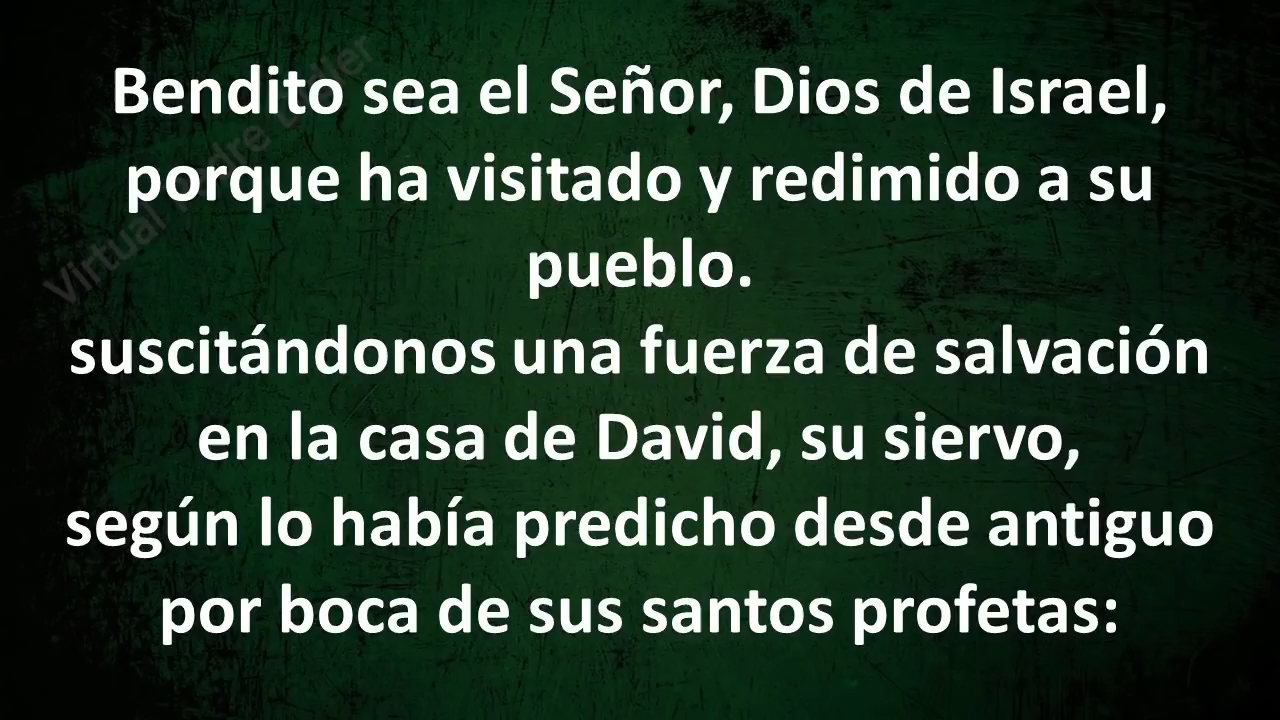 Bendito sea el Señor, Dios de Israel,
porque ha visitado y redimido a su
pueblo.
suscitándonos una fuerza de salvación
en la casa de David, su siervo,
según lo había predicho desde antiguo
por boca de sus santos profetas:
Virtual